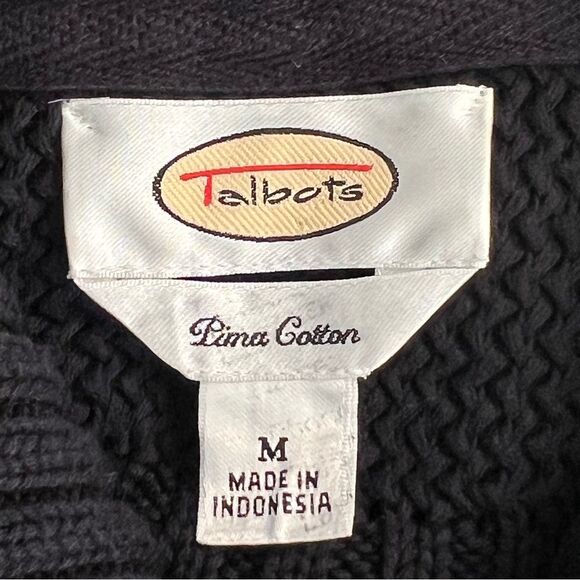 Talbots
Pima Cotton
M
MADE IN
INDONESIA